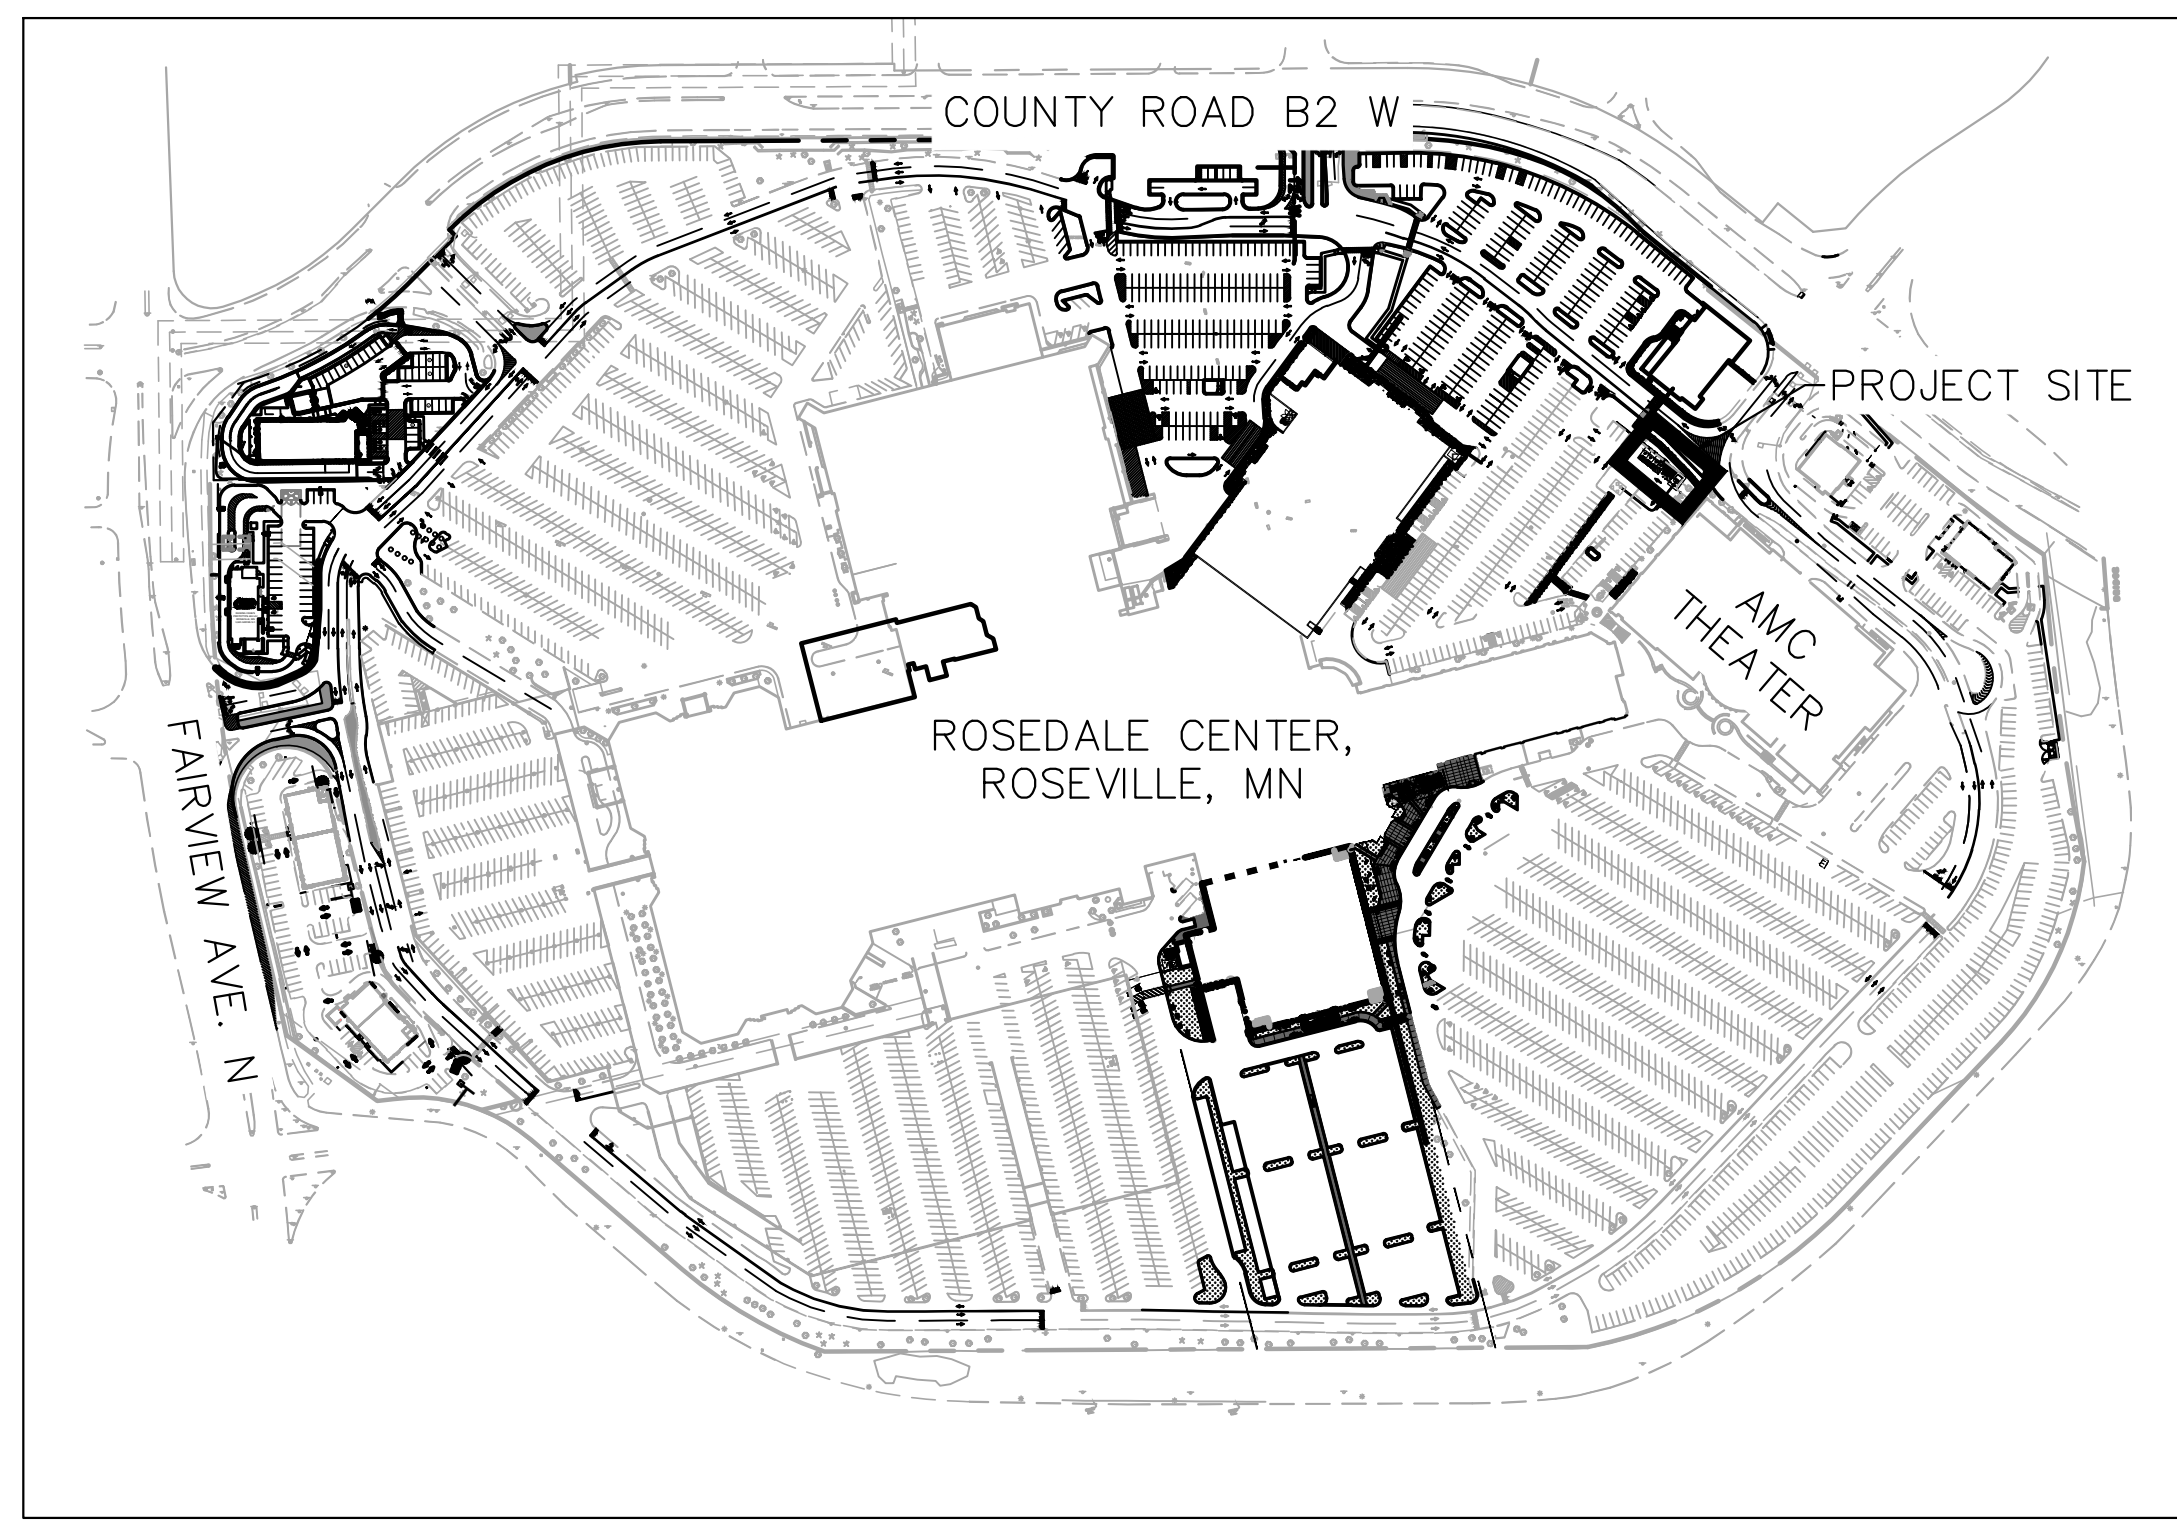 COUNTY ROAD B2 W
PROJECT SITE
AMC
THEATER
ROSEDALE CENTER,
ROSEVILLE, MN
FAIRVIEW AVE. N